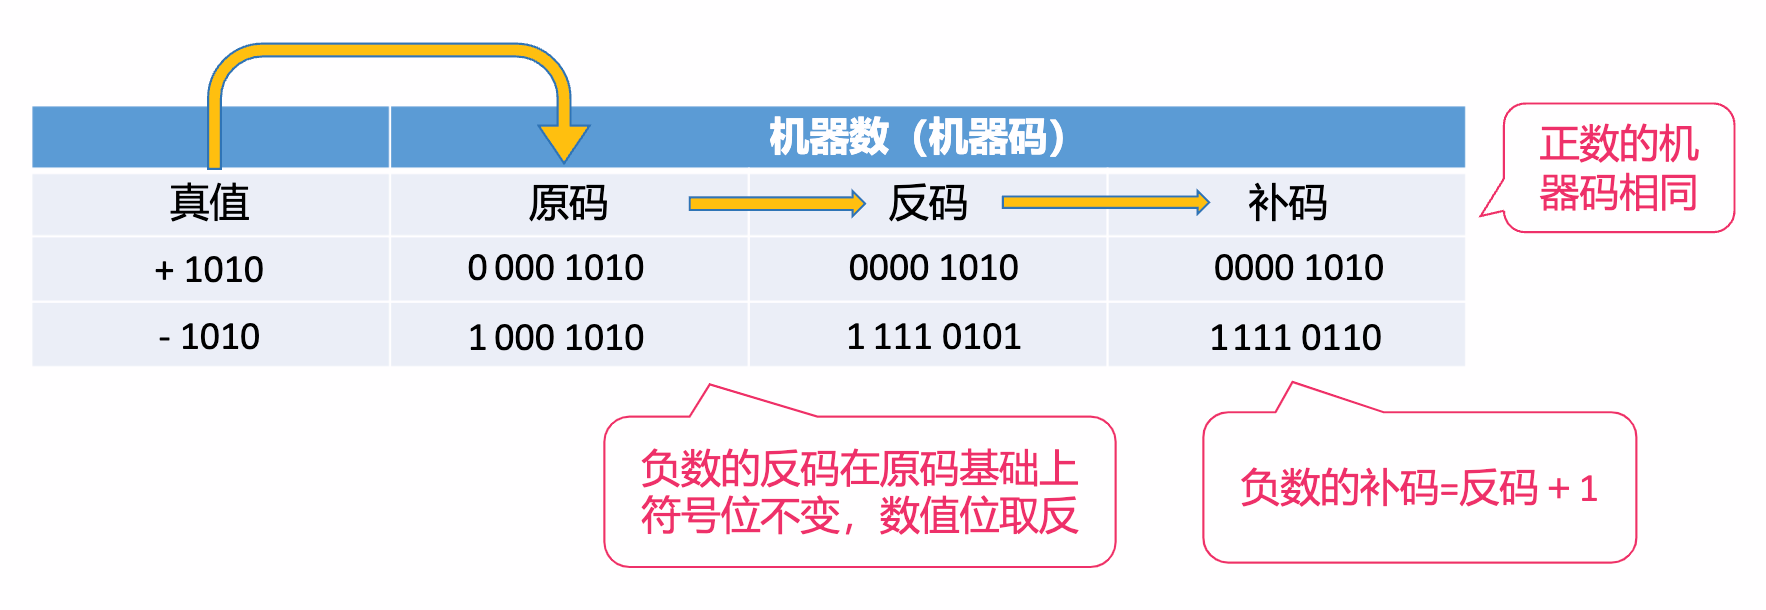 机器数（机器码）
真值 原码 反码 补码
+ 1010 0 000 1010 0000 1010 0000 1010
- 1010 1 000 1010 1 111 0101 1 111 0110
正数的机
器码相同
负数的反码在原码基础上
符号位不变，数值位取反
负数的补码=反码 + 1